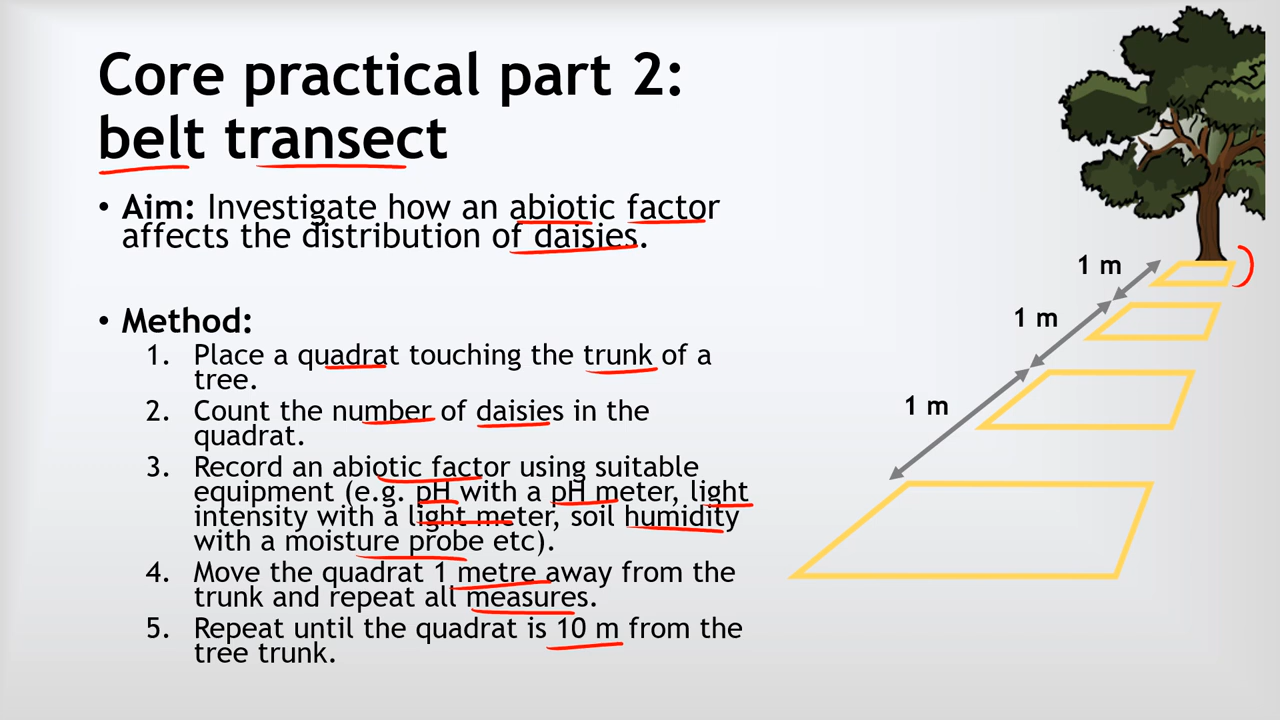 Core practical part 2:
belt transect
• Aim: Investigate how an abiotic factor
affects the distribution of daisies.
• Method:
1. Place a quadrat touching the trunk of a
tree.
2. Count the number of daisies in the
quadrat.
3. Record an abiotic factor using suitable
equipment (e.g. pH with a pH meter, light
intensity with a light meter, soil humidity
with a moisture probe etc).
4. Move the quadrat 1 metre away from the
trunk and repeat all measures.
5. Repeat until the quadrat is 10 m from the
tree trunk.
1 m
1 m
1 m